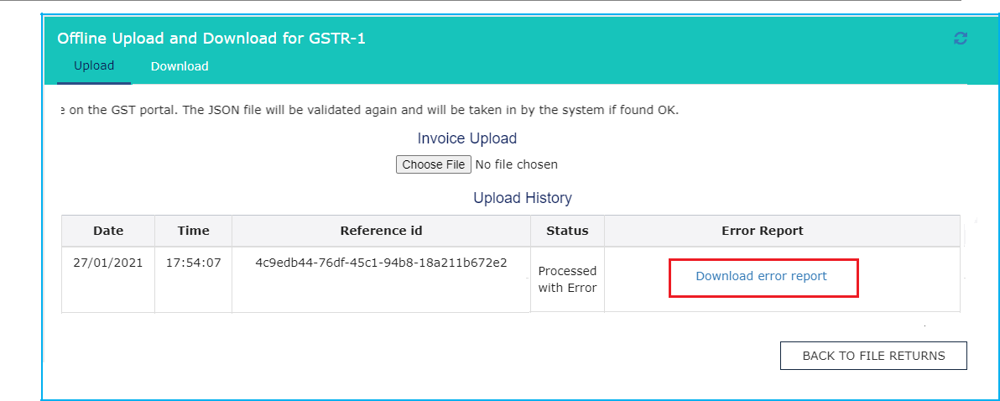 Offline Upload and Download for GSTR-1
Upload Download
on the GST portal. The JSON file will be validated again and will be taken in by the system if found OK.
Invoice Upload
Choose File No file chosen
Upload History
Date Time Reference id Status Error Report
27/01/2021 17:54:07 4c9edb44-76df-45c1-94b8-18a211b672e2
Processed
with Error
Download error report
BACK TO FILE RETURNS